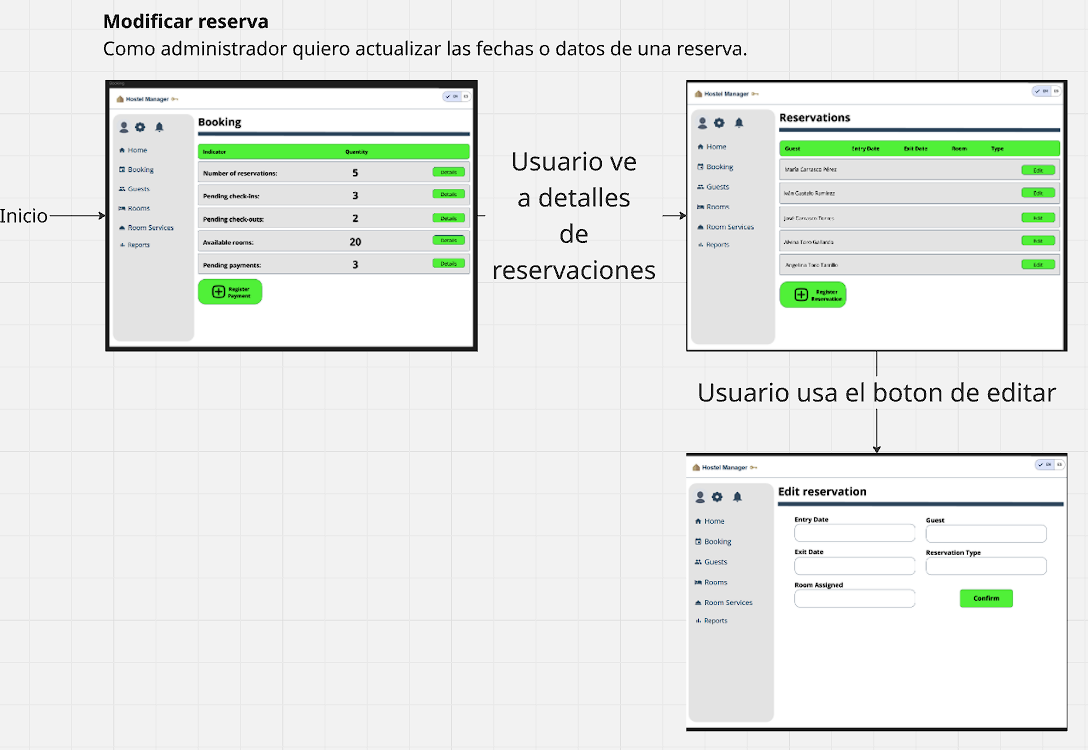 Modificar reserva
Como administrador quiero actualizar las fechas o datos de una reserva.
Inicio
Hostel Manager
EN ES
Home
Booking
Guests
Rooms
Room Services
Reports
Booking
Indicator Quantity
Number of reservations: 5 Details
Pending check-ins: 3 Details
Pending check-outs: 2 Details
Available rooms: 20 Details
Pending payments: 3 Details
Register
Payment
Usuario ve
a detalles
de
reservaciones
Hostel Manager
EN ES
Home
Booking
Guests
Rooms
Room Services
Reports
Reservations
Guest Entry Date Exit Date Room Type
María Carrasco Pérez Edit
Iván Castelo Ramírez Edit
José Carrasco Torres Edit
Toro Gallardo Edit
Angelina Toro Edit
Register
Reservation
Usuario usa el boton de editar
Hostel Manager
EN ES
Home
Booking
Guests
Rooms
Room Services
Reports
Edit reservation
Entry Date Guest
Exit Date Reservation Type
Room Assigned
Confirm